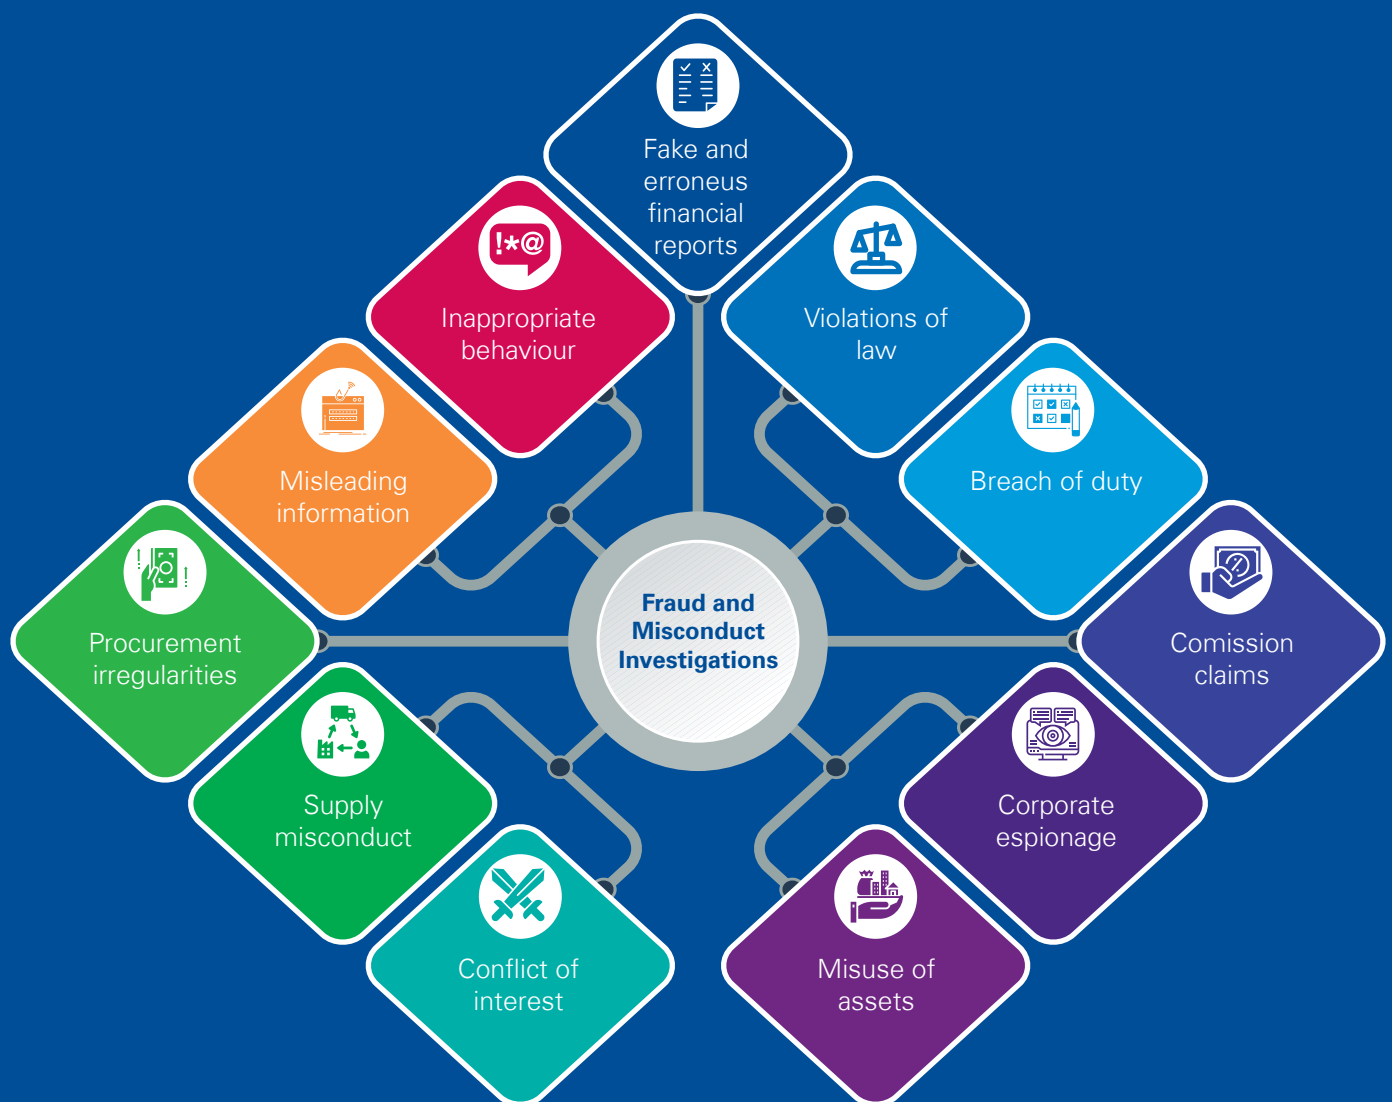 Fake and
erroneus
financial
reports
!*@
Inappropriate
behaviour
Violations of
law
Misleading
information
Breach of duty
Procurement
irregularities
Fraud and
Misconduct
Investigations
Comission
claims
Supply
misconduct
Corporate
espionage
Conflict of
interest
Misuse of
assets